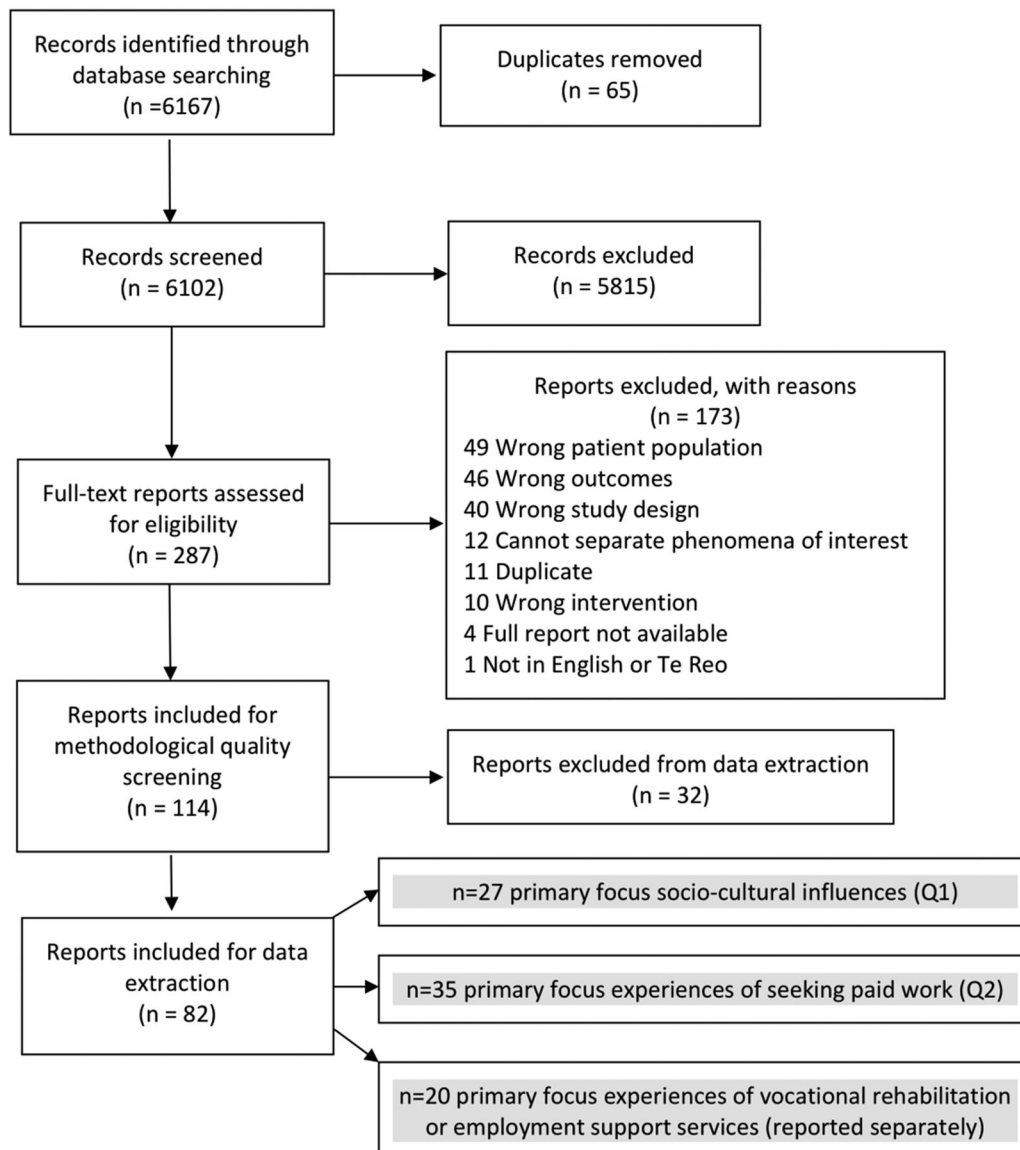 Records identified through
database searching
(n =6167)
Duplicates removed
(n = 65)
Records screened
(n = 6102)
Records excluded
(n = 5815)
Full-text reports assessed
for eligibility
(n = 287)
Reports excluded, with reasons
(n = 173)
49 Wrong patient population
46 Wrong outcomes
40 Wrong study design
12 Cannot separate phenomena of interest
11 Duplicate
10 Wrong intervention
4 Full report not available
1 Not in English or Te Reo
Reports included for
methodological quality
screening
(n = 114)
Reports excluded from data extraction
(n = 32)
Reports included for data
extraction
(n = 82)
n=27 primary focus socio-cultural influences (Q1)
n=35 primary focus experiences of seeking paid work (Q2)
n=20 primary focus experiences of vocational rehabilitation
or employment support services (reported separately)